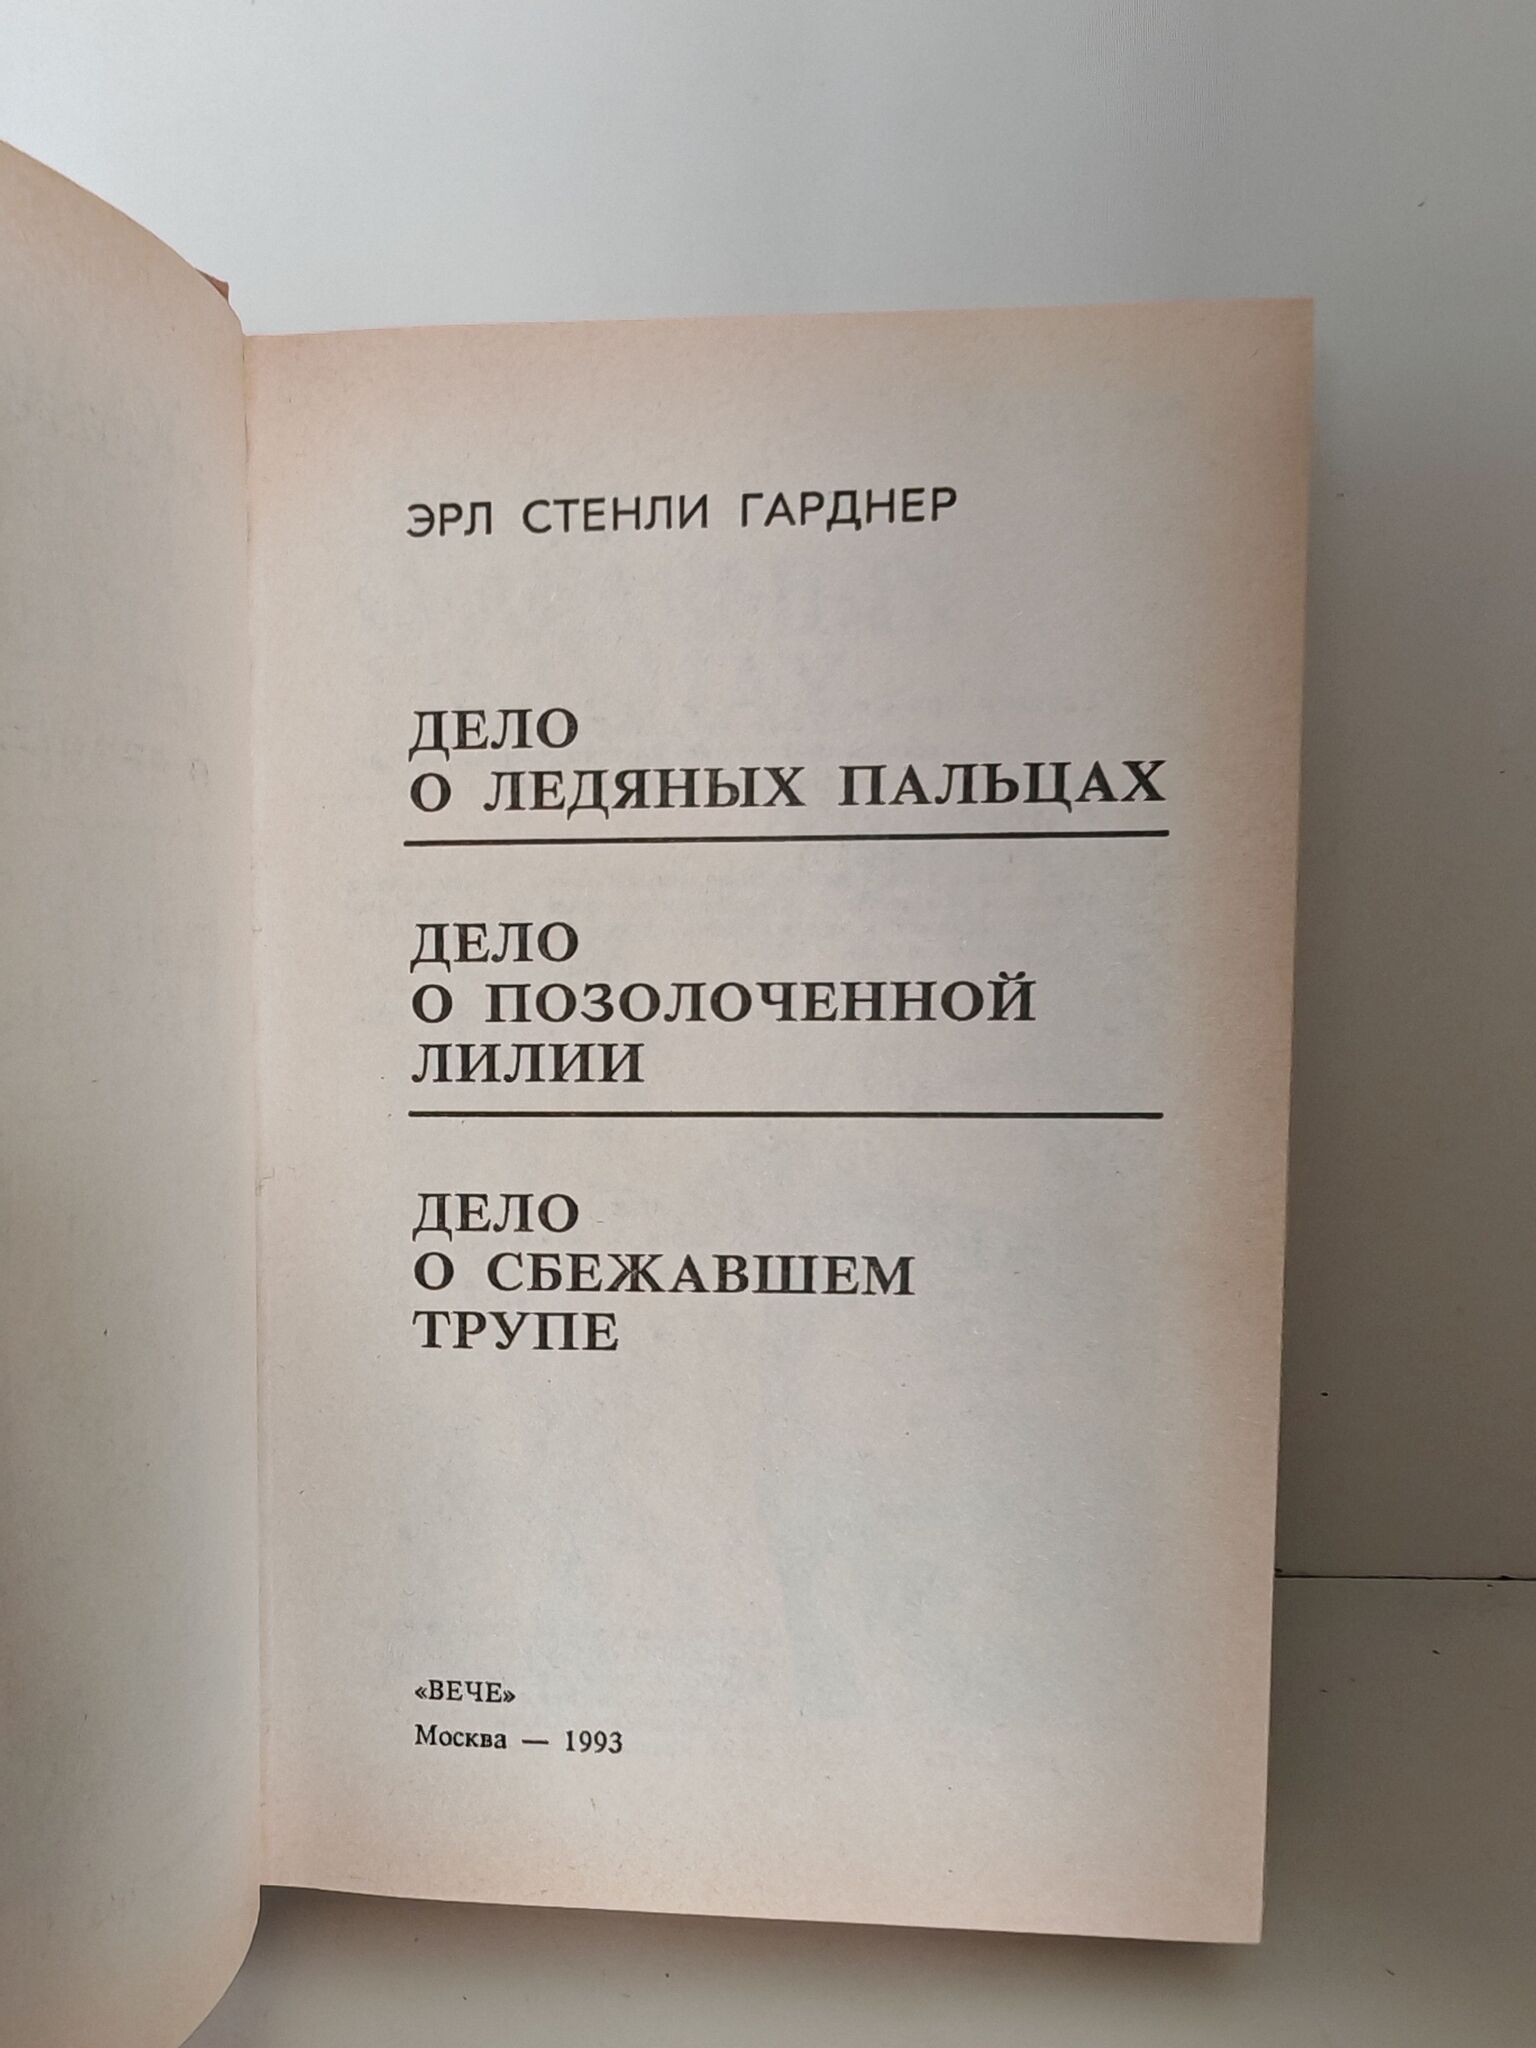 ЭРЛ СТЕНЛИ ГАРДНЕР
ДЕЛО
О ЛЕДЯНЫХ ПАЛЬЦАХ
ДЕЛО
О ПОЗОЛОЧЕННОЙ
ЛИЛИИ
ДЕЛО
О СБЕЖАВШЕМ
ТРУПЕ
«ВЕЧЕ»
Москва — 1993